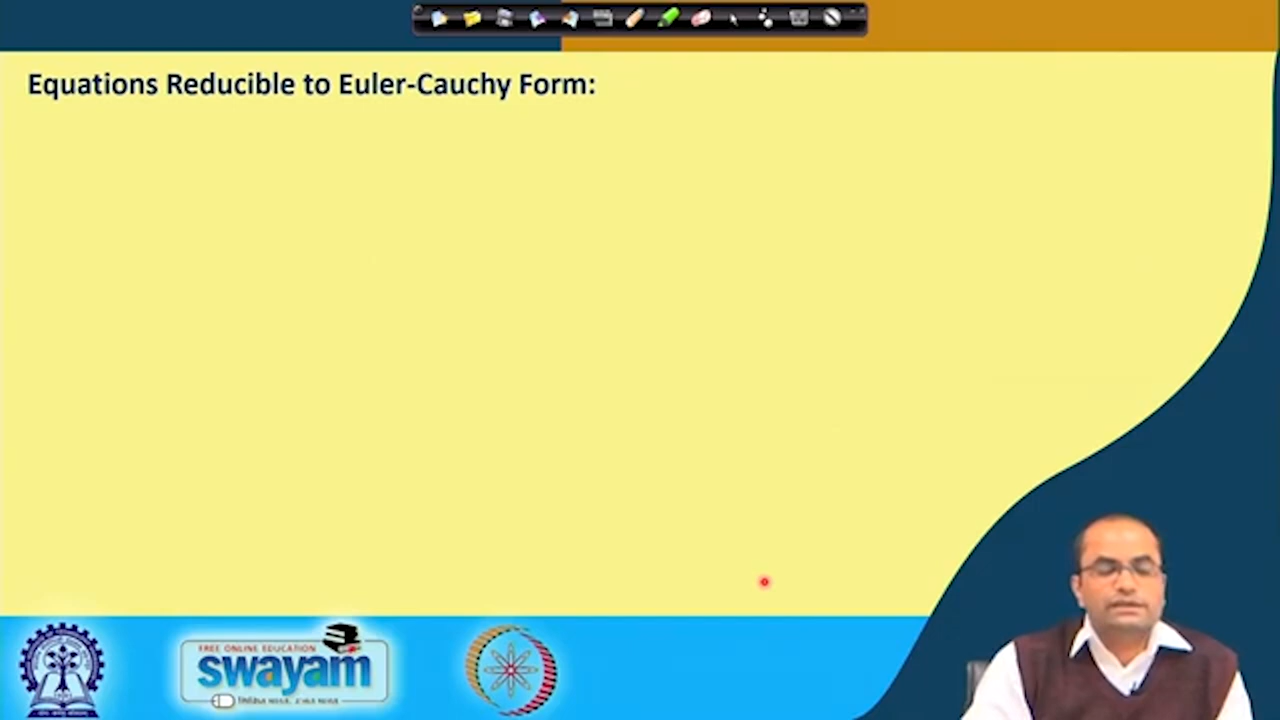 Equations Reducible to Euler-Cauchy Form:
FREE ONLINE EDUCATION
swayam